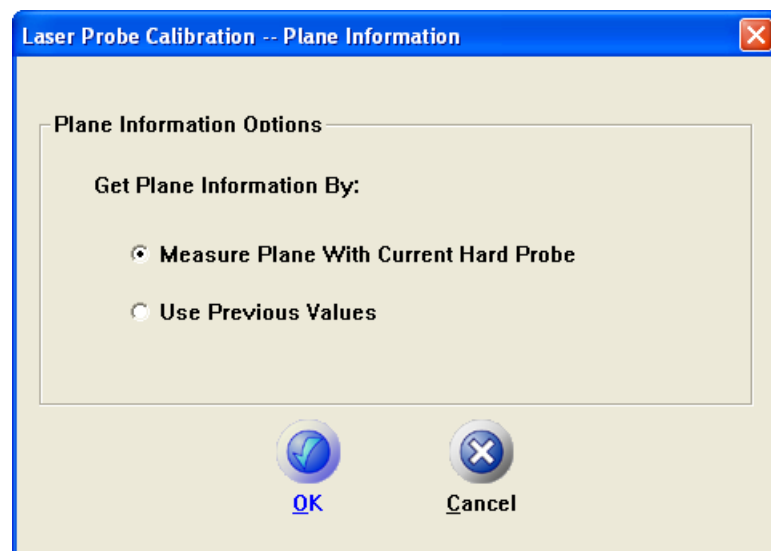 Laser Probe Calibration -- Plane Information
Plane Information Options
Get Plane Information By:
Measure Plane With Current Hard Probe
Use Previous Values
OK
Cancel